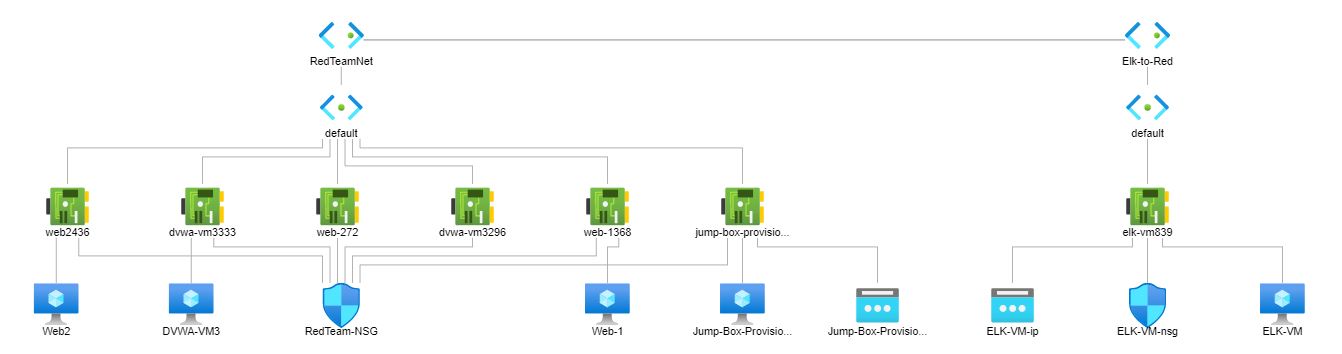 RedTeamNet
Elk-to-Red
default
default
web2436
dvwa-vm3333
web-272
dvwa-vm3296
web-1368
jump-box-provisio...
elk-vm839
Web2
DVWA-VM3
RedTeam-NSG
Web-1
Jump-Box-Provisio...
Jump-Box-Provisio...
ELK-VM-ip
ELK-VM-nsg
ELK-VM